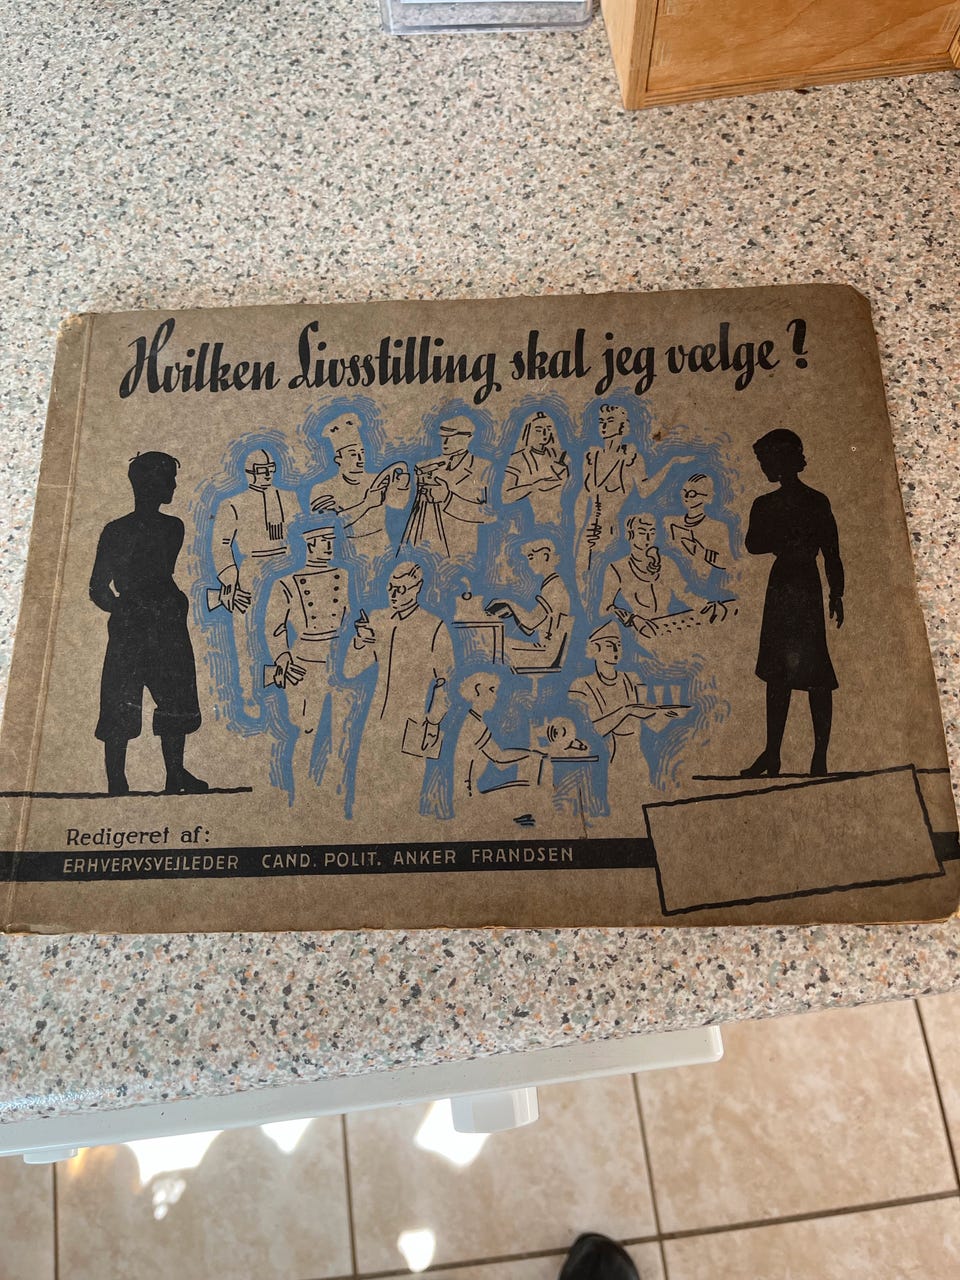 Hvilken Livsstilling skal jeg vælge?
Redigeret af:
ERHVERVSVEJLEDER CAND. POLIT. ANKER FRANDSEN